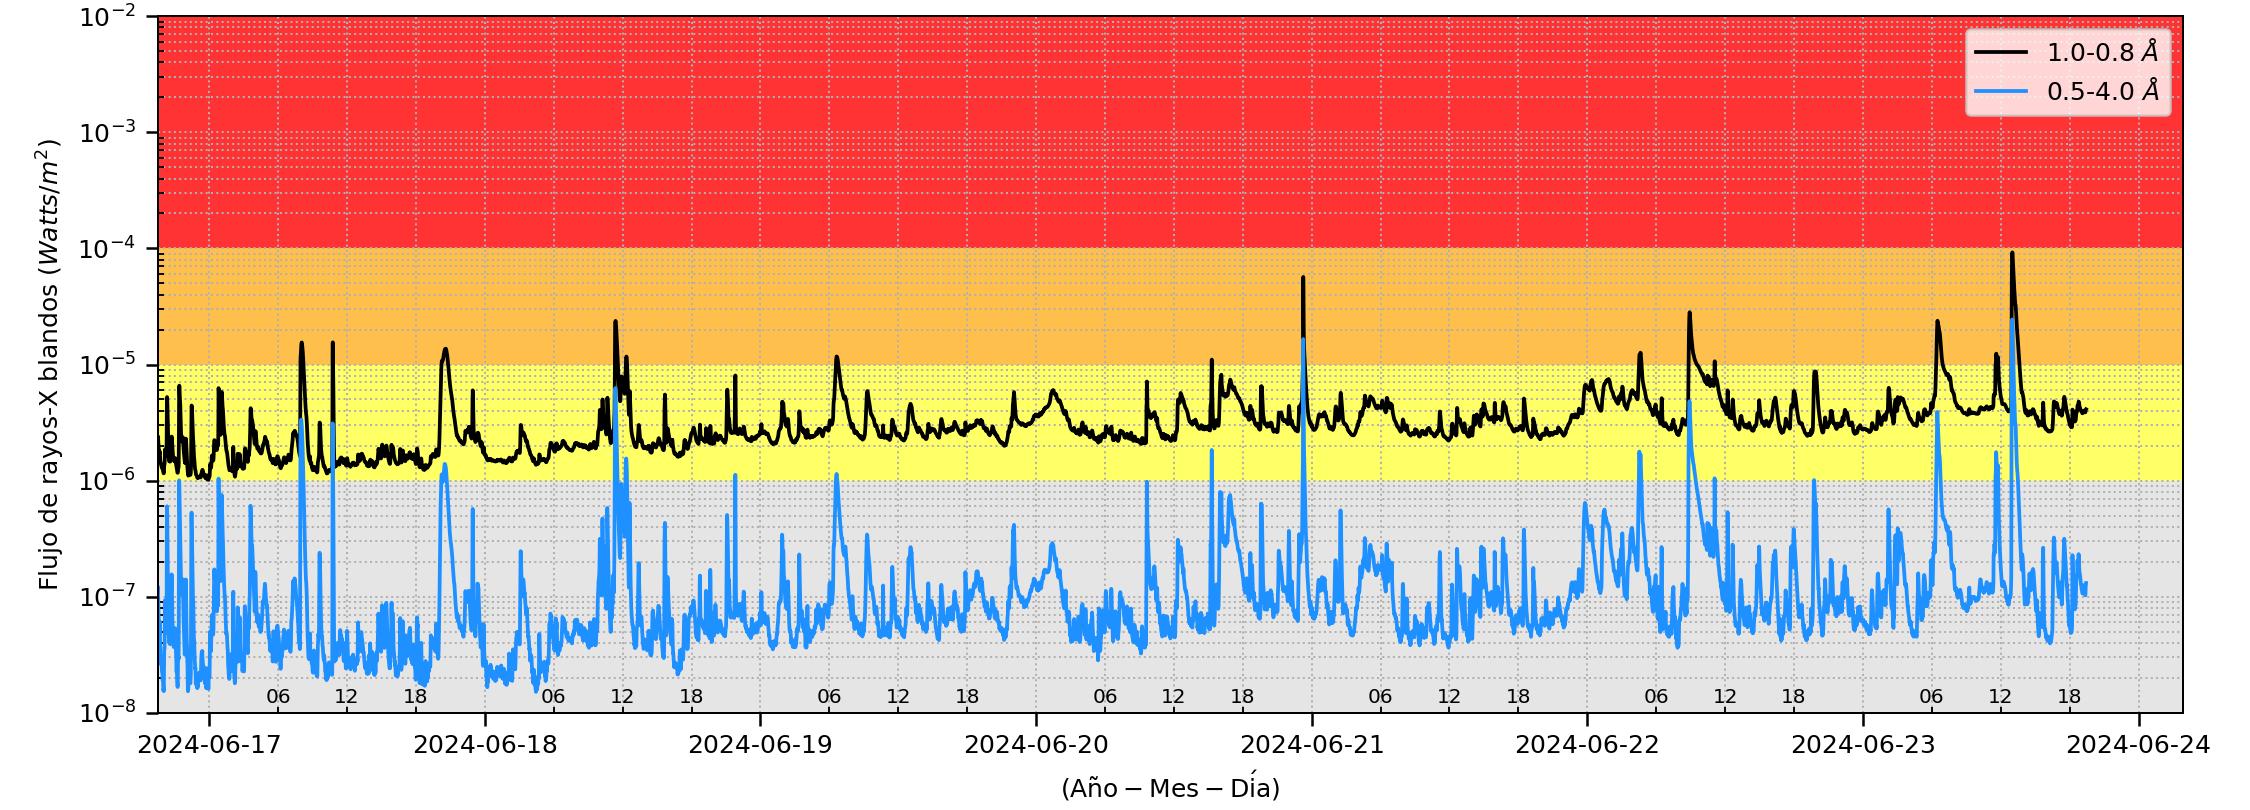 10⁻²
10⁻³
10⁻⁴
10⁻⁵
10⁻⁶
10⁻⁷
10⁻⁸
Flujo de rayos-X blandos (Watts/m²)
1.0-0.8 Å
0.5-4.0 Å
06 12 18 06 12 18 06 12 18 06 12 18 06 12 18 06 12 18 06 12 18
2024-06-17 2024-06-18 2024-06-19 2024-06-20 2024-06-21 2024-06-22 2024-06-23 2024-06-24
(Año − Mes − Día)